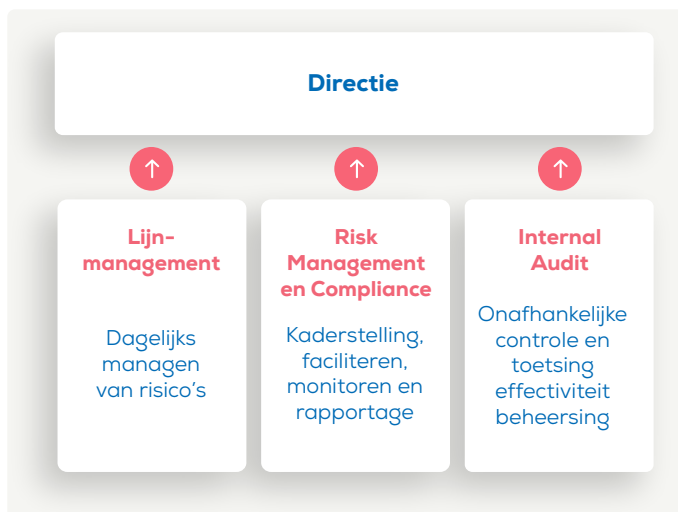 Directie
Lijn-
management
Dagelijks
managen
van risico's
Risk
Management
en Compliance
Kaderstelling,
faciliteren,
monitoren en
rapportage
Internal
Audit
Onafhankelijke
controle en
toetsing
effectiviteit
beheersing